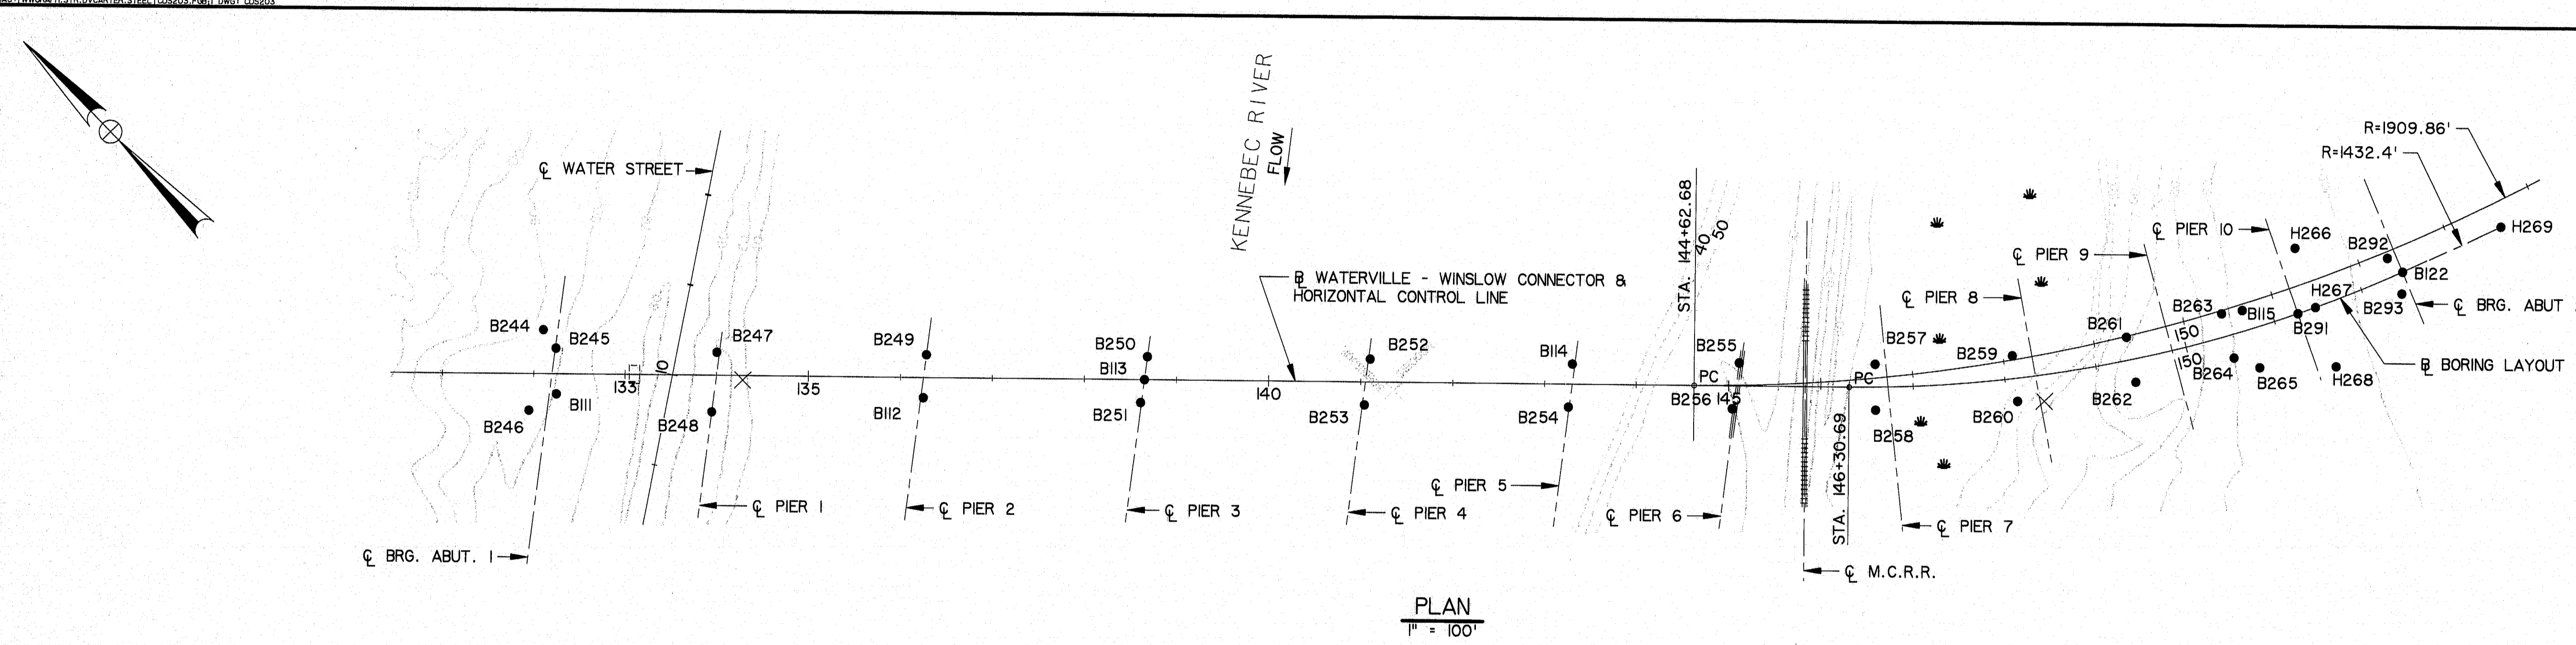 KENNEBEC RIVER
FLOW
℄ WATER STREET
R=1909.86'
R=1432.4'
STA. 144+62.68
40
50
℄ PIER 10
H266
B292
H269
℄ PIER 9
B122
℄ PIER 8
H267
B263
B115
B293
℄ BRG. ABUT
B291
℄ WATERVILLE - WINSLOW CONNECTOR &
HORIZONTAL CONTROL LINE
B244
B245
B247
B249
B250
B113
B252
B114
B255
B257
B259
B261
150
150
B264
B265
H268
℄ BORING LAYOUT
133
10
135
140
PC
145
PC
B246
B111
B248
B112
B251
B253
B254
B256
B258
B260
B262
STA. 146+30.69
℄ PIER 1
℄ PIER 2
℄ PIER 3
℄ PIER 4
℄ PIER 5
℄ PIER 6
℄ PIER 7
℄ BRG. ABUT. 1
℄ M.C.R.R.
PLAN
1" = 100'